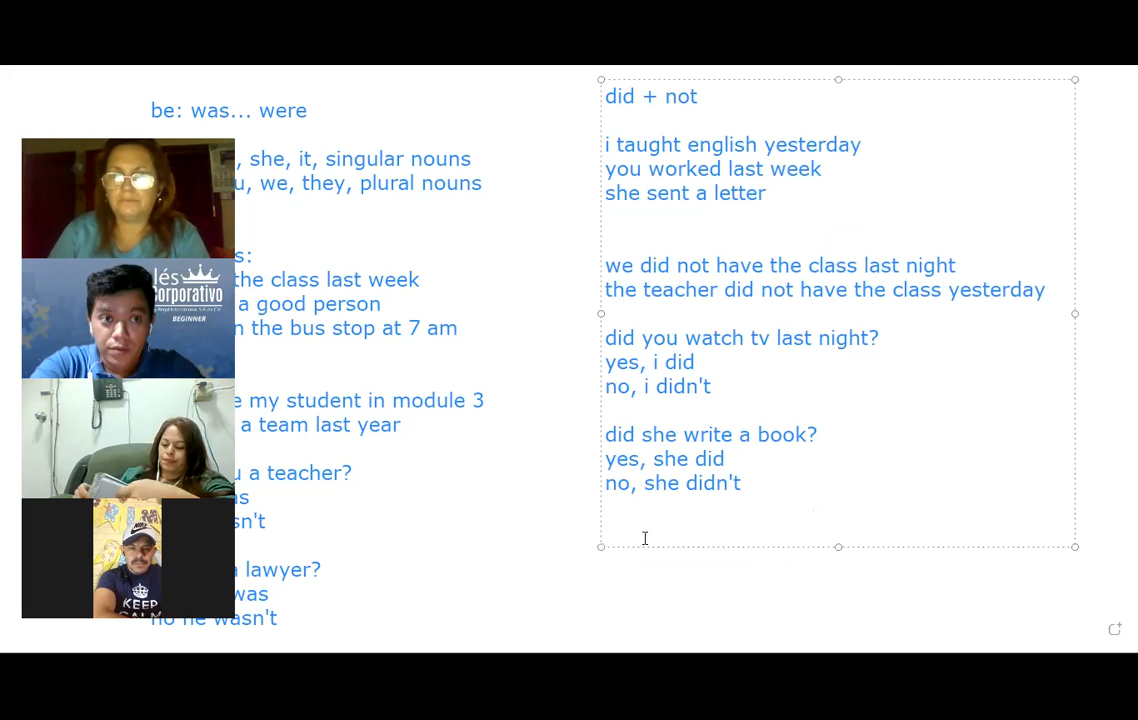 be: was... were
, she, it, singular nouns
u, we, they, plural nouns
s:
the class last week
a good person
n the bus stop at 7 am
e my student in module 3
a team last year
u a teacher?
as
sn't
a lawyer?
was
no he wasn't
lés
Corporativo
BEGINNER
KEEP
CALM
did + not
i taught english yesterday
you worked last week
she sent a letter
we did not have the class last night
the teacher did not have the class yesterday
did you watch tv last night?
yes, i did
no, i didn't
did she write a book?
yes, she did
no, she didn't